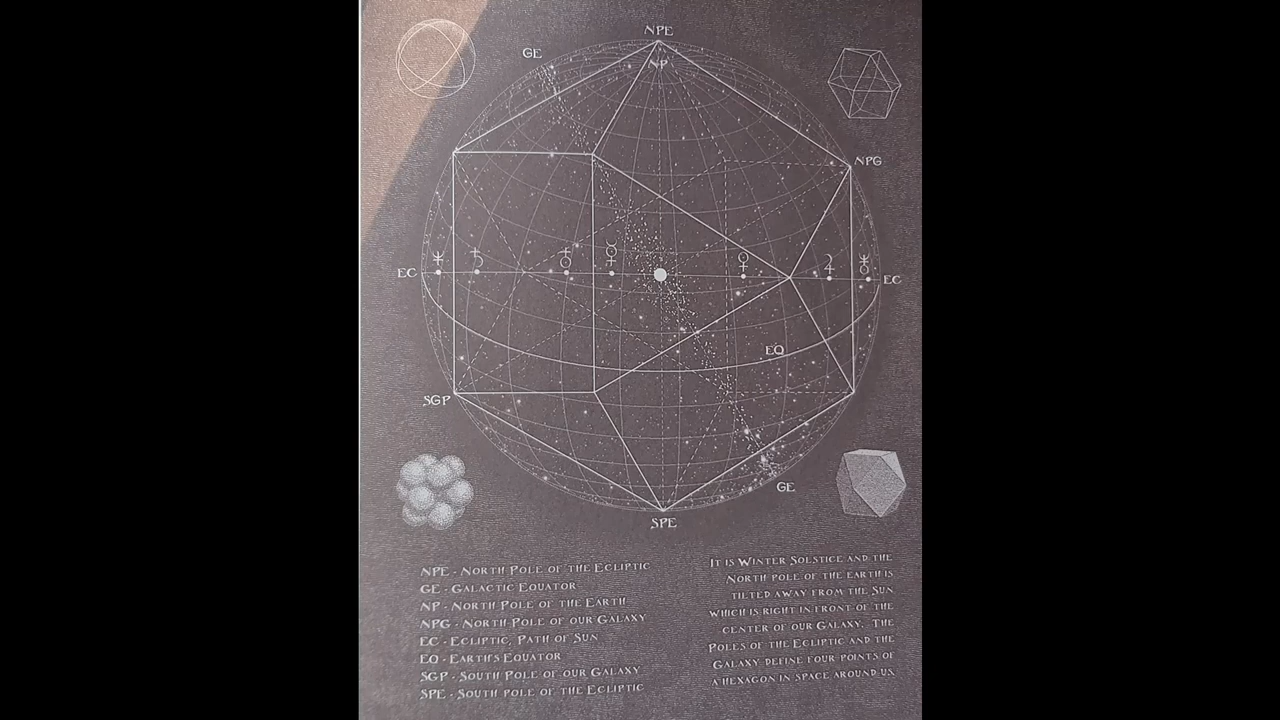 NPE
GE
NP
NPG
EC
EC
EQ
SGP
GE
SPE
NPE - North Pole of the Ecliptic
GE - Galactic Equator
NP - North Pole of the Earth
NPG - North Pole of our Galaxy
EC - Ecliptic, Path of Sun
EQ - Earth's Equator
SGP - South Pole of our Galaxy
SPE - South pole of the Ecliptic
It is Winter Solstice and the
North pole of the earth is
tilted away from the Sun
which is right in front of the
center of our Galaxy. The
Poles of the Ecliptic and the
Galaxy define four points of
a hexagon in space around us.